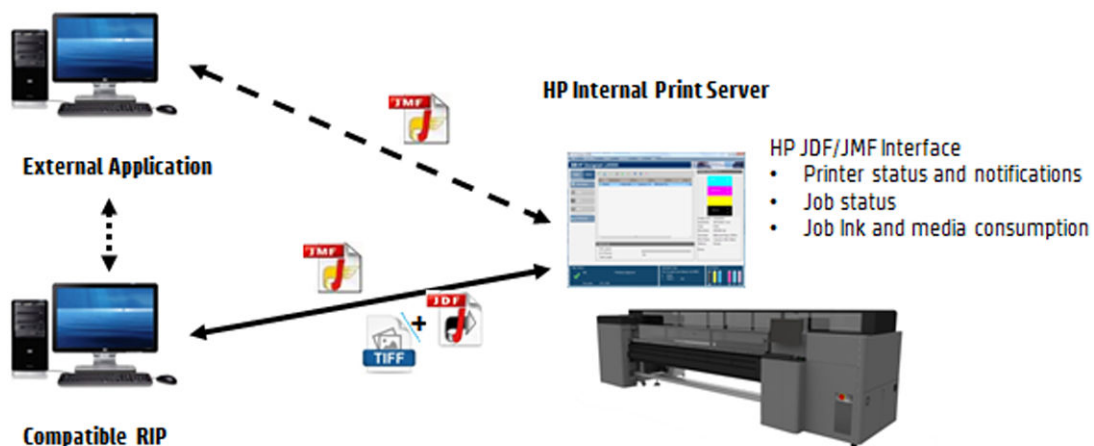 HP Internal Print Server
JMF
External Application
HP JDF/JMF Interface
• Printer status and notifications
• Job status
• Job Ink and media consumption
JMF
JDF
+
TIFF
Compatible RIP